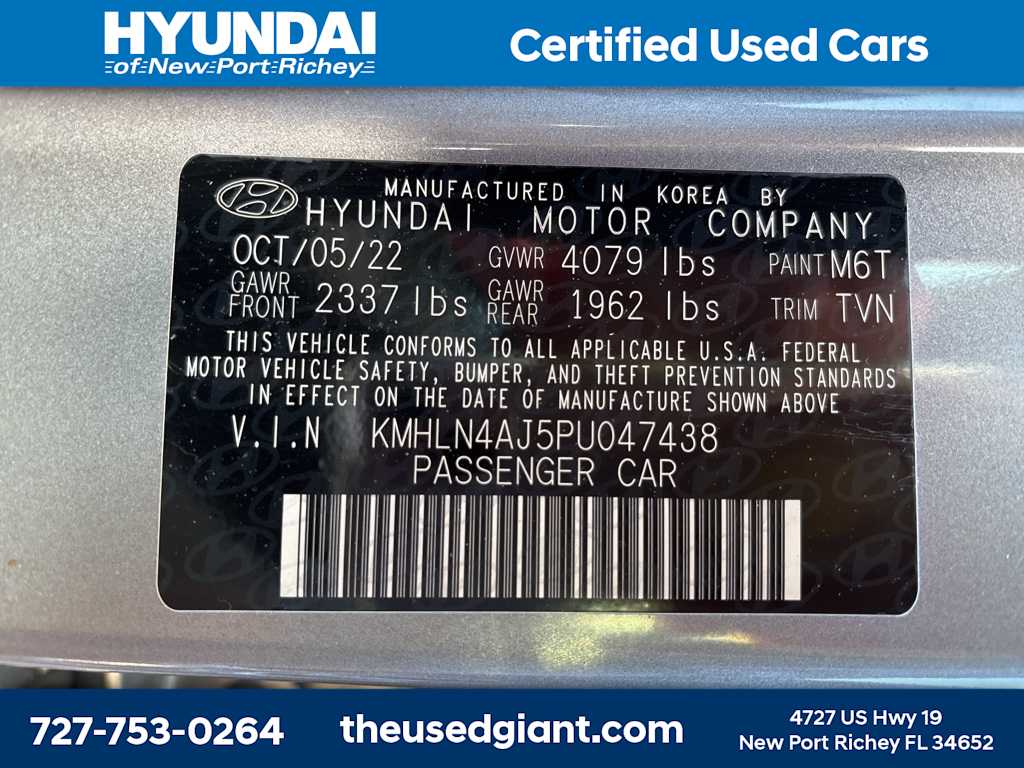 HYUNDAI
of New Port Richey
Certified Used Cars
MANUFACTURED IN KOREA BY
HYUNDAI MOTOR COMPANY
OCT/05/22 GVWR 4079 lbs PAINT M6T
GAWR FRONT 2337 lbs GAWR REAR 1962 lbs TRIM TVN
THIS VEHICLE CONFORMS TO ALL APPLICABLE U.S.A. FEDERAL
MOTOR VEHICLE SAFETY, BUMPER, AND THEFT PREVENTION STANDARDS
IN EFFECT ON THE DATE OF MANUFACTURE SHOWN ABOVE
V.I.N KMHLN4AJ5PU047438
PASSENGER CAR
727-753-0264
theusedgiant.com
4727 US Hwy 19
New Port Richey FL 34652